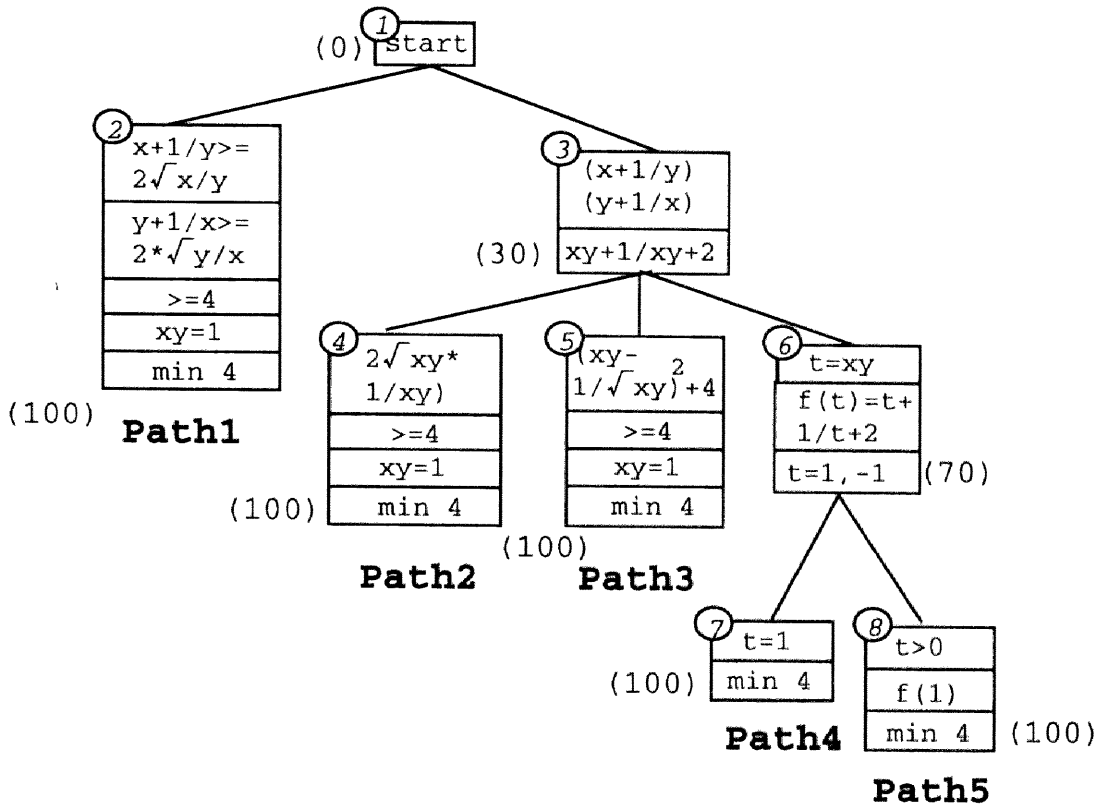 1
(0)
start
2
x+1/y>=
2√x/y
y+1/x>=
2*√y/x
>=4
xy=1
min 4
(100)
Path1
3
(x+1/y)
(y+1/x)
(30)
xy+1/xy+2
4
2√xy*
1/xy)
>=4
xy=1
(100)
min 4
Path2
5
(xy-
1/√xy)²+4
>=4
xy=1
min 4
(100)
Path3
6
t=xy
f(t)=t+
1/t+2
t=1,-1
(70)
7
t=1
(100)
min 4
Path4
8
t>0
f(1)
min 4
(100)
Path5